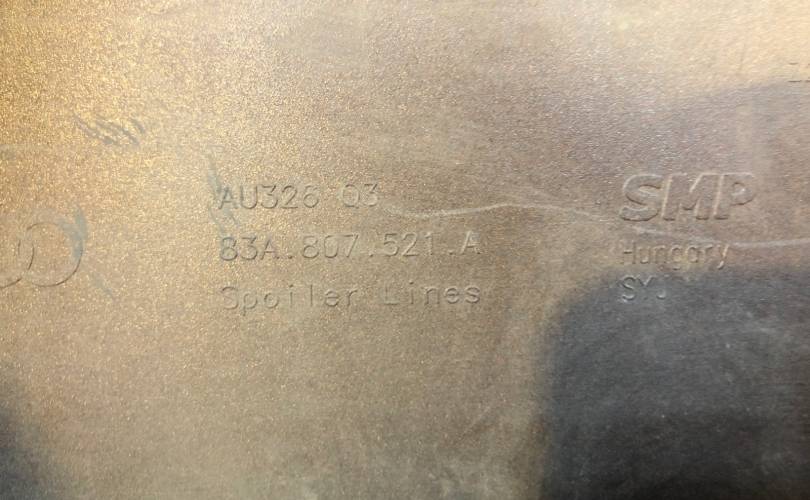 AU326 Q3
83A.807.521.A
Spoiler Lines
SMP
Hungary
SYJ